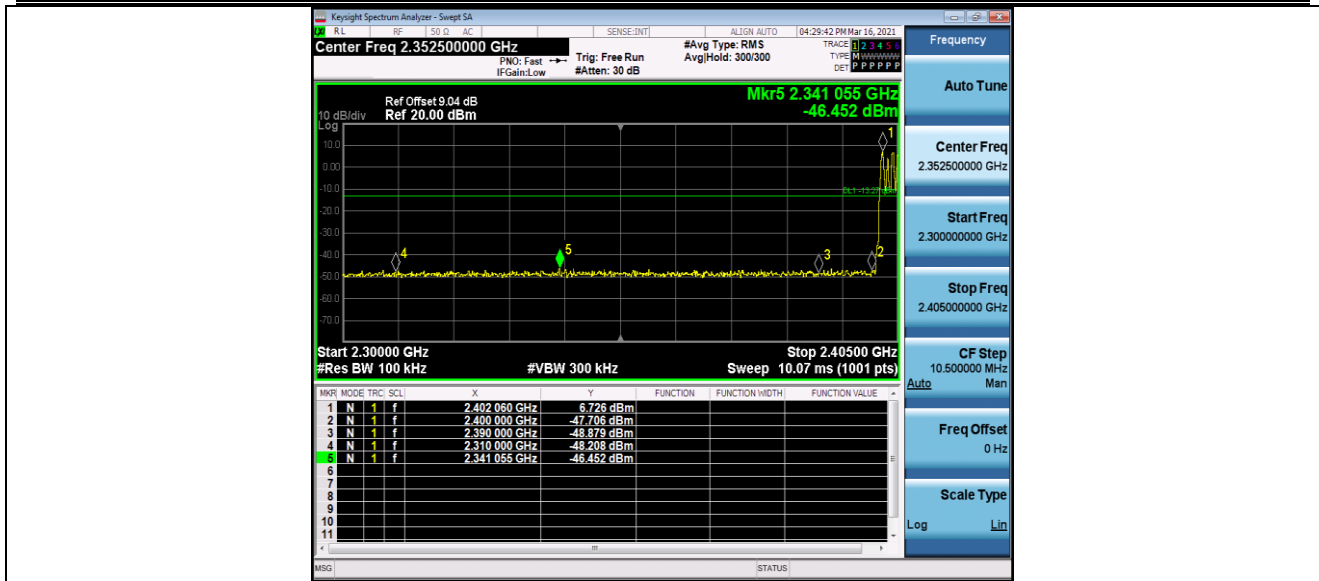 Keysight Spectrum Analyzer - Swept SA
RL RF 50 Ω AC SENSE:INT ALIGN AUTO 04:29:42 PM Mar 16, 2021
Center Freq 2.352500000 GHz
PNO: Fast
IFGain:Low
Trig: Free Run
#Atten: 30 dB
#Avg Type: RMS
Avg|Hold: 300/300
TRACE 1 2 3 4 5 6
TYPE M WWWWW
DET P P P P P P
Mkr5 2.341 055 GHz
-46.452 dBm
Ref Offset 9.04 dB
10 dB/div Ref 20.00 dBm
Log
10.0
0.00
-10.0
-20.0
-30.0
-40.0
-50.0
-60.0
-70.0
DL1 -13.27 dBm
1
2
3
4
5
Start 2.30000 GHz Stop 2.40500 GHz
#Res BW 100 kHz #VBW 300 kHz Sweep 10.07 ms (1001 pts)
MKR MODE TRC SCL X Y FUNCTION FUNCTION WIDTH FUNCTION VALUE
1 N 1 f 2.402 060 GHz 6.726 dBm
2 N 1 f 2.400 000 GHz -47.706 dBm
3 N 1 f 2.390 000 GHz -48.879 dBm
4 N 1 f 2.310 000 GHz -48.208 dBm
5 N 1 f 2.341 055 GHz -46.452 dBm
6
7
8
9
10
11
MSG STATUS
Frequency
Auto Tune
Center Freq
2.352500000 GHz
Start Freq
2.300000000 GHz
Stop Freq
2.405000000 GHz
CF Step
10.500000 MHz
Auto Man
Freq Offset
0 Hz
Scale Type
Log Lin